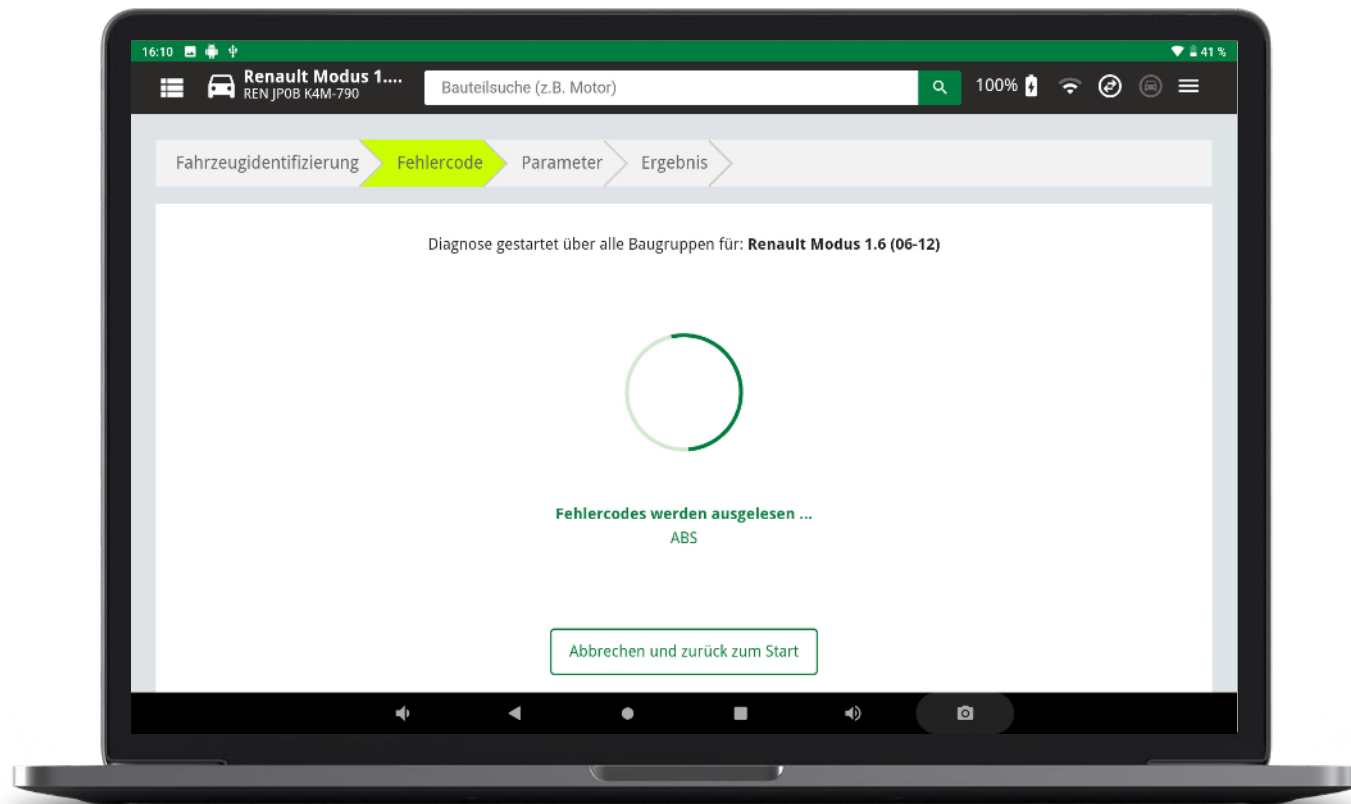 16:10
41 %
Renault Modus 1....
REN JP0B K4M-790
Bauteilsuche (z.B. Motor)
100%
Fahrzeugidentifizierung
Fehlercode
Parameter
Ergebnis
Diagnose gestartet über alle Baugruppen für: Renault Modus 1.6 (06-12)
Fehlercodes werden ausgelesen ...
ABS
Abbrechen und zurück zum Start